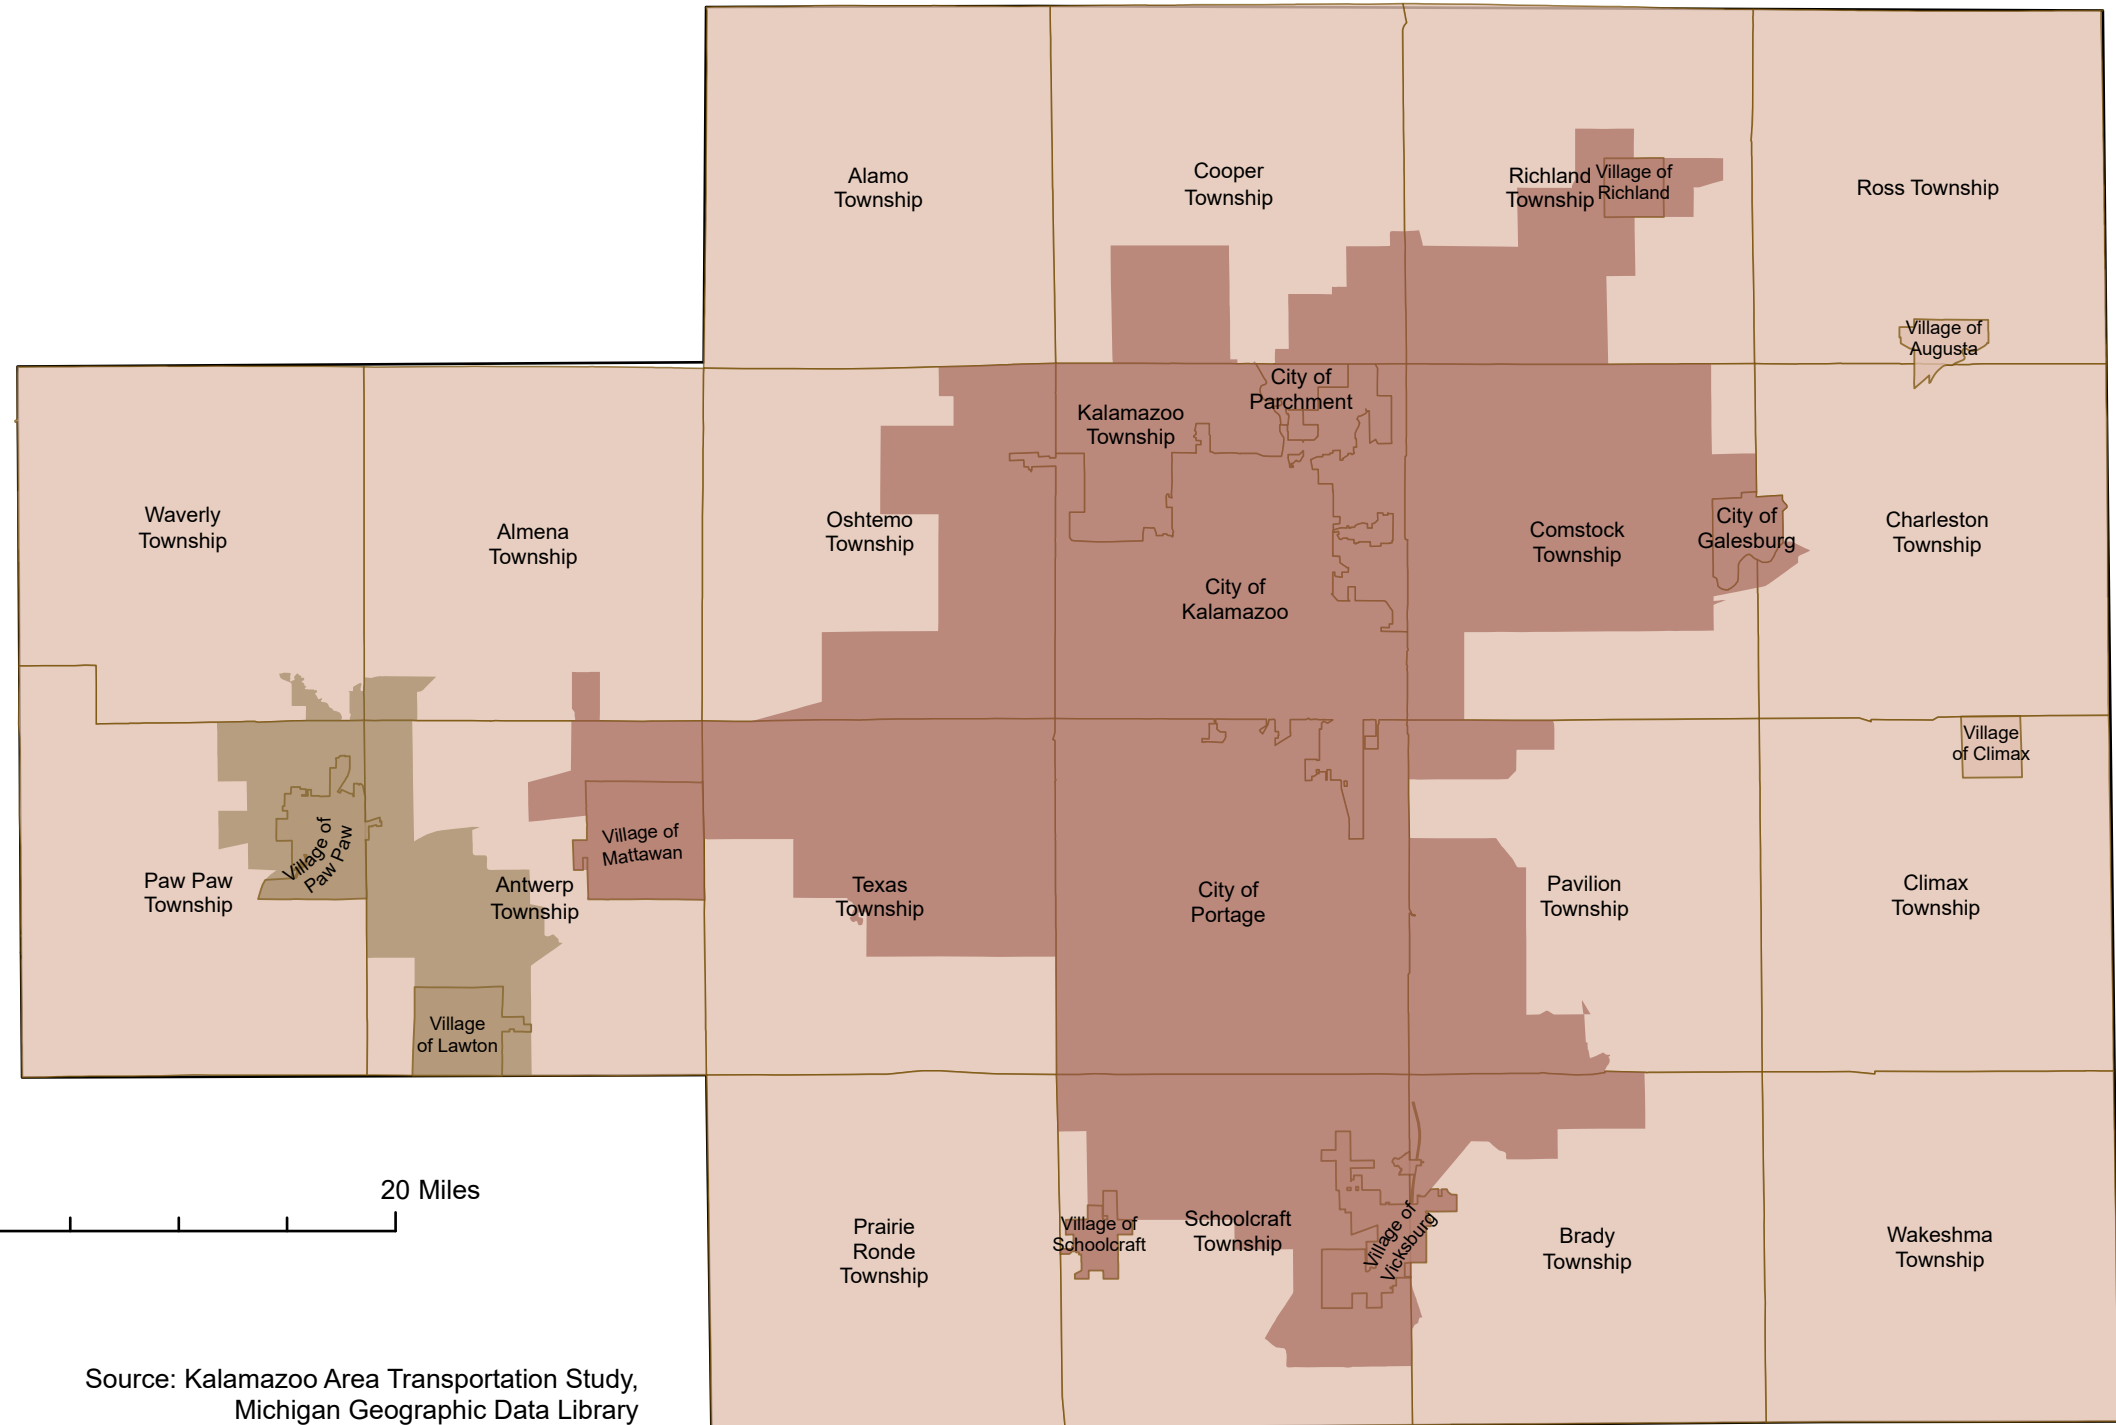 Alamo
Township
Cooper
Township
Richland
Township
Village of
Richland
Ross Township
Village of
Augusta
City of
Parchment
Kalamazoo
Township
Waverly
Township
Almena
Township
Oshtemo
Township
City of
Kalamazoo
Comstock
Township
City of
Galesburg
Charleston
Township
Village
of Climax
Village of
Paw Paw
Village of
Mattawan
Paw Paw
Township
Antwerp
Township
Texas
Township
City of
Portage
Pavilion
Township
Climax
Township
Village
of Lawton
20 Miles
Prairie
Ronde
Township
Village of
Schoolcraft
Schoolcraft
Township
Village of
Vicksburg
Brady
Township
Wakeshma
Township
Source: Kalamazoo Area Transportation Study,
Michigan Geographic Data Library